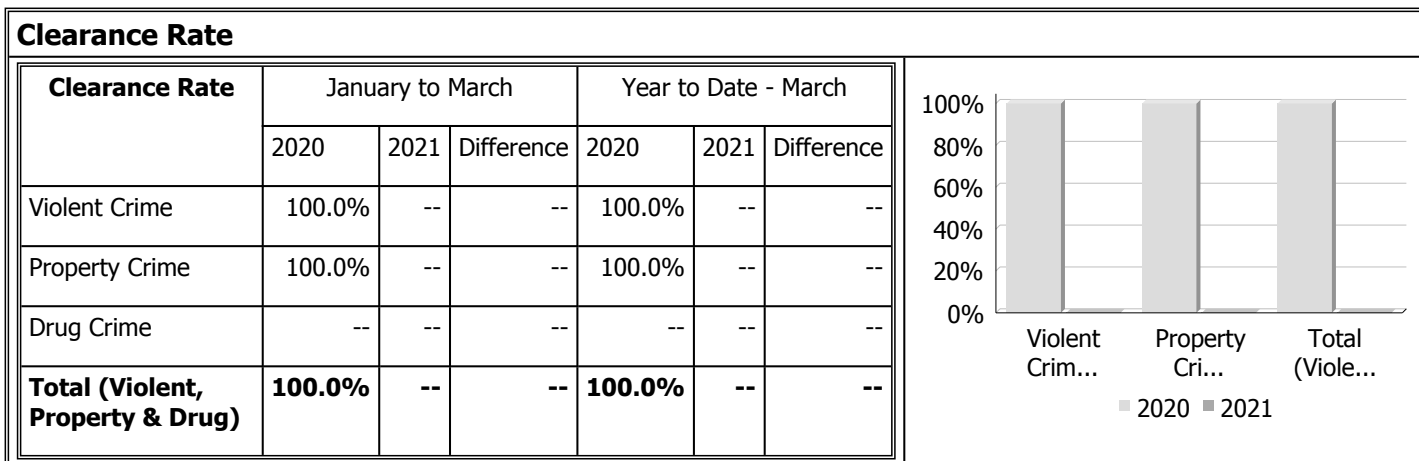 Clearance Rate
Clearance Rate January to March Year to Date - March
2020 2021 Difference 2020 2021 Difference
Violent Crime 100.0% -- -- 100.0% -- --
Property Crime 100.0% -- -- 100.0% -- --
Drug Crime -- -- -- -- -- --
Total (Violent, 100.0% -- -- 100.0% -- --
Property & Drug)
100%
80%
60%
40%
20%
0%
Violent Property Total
Crim... Cri... (Viole...
2020 2021